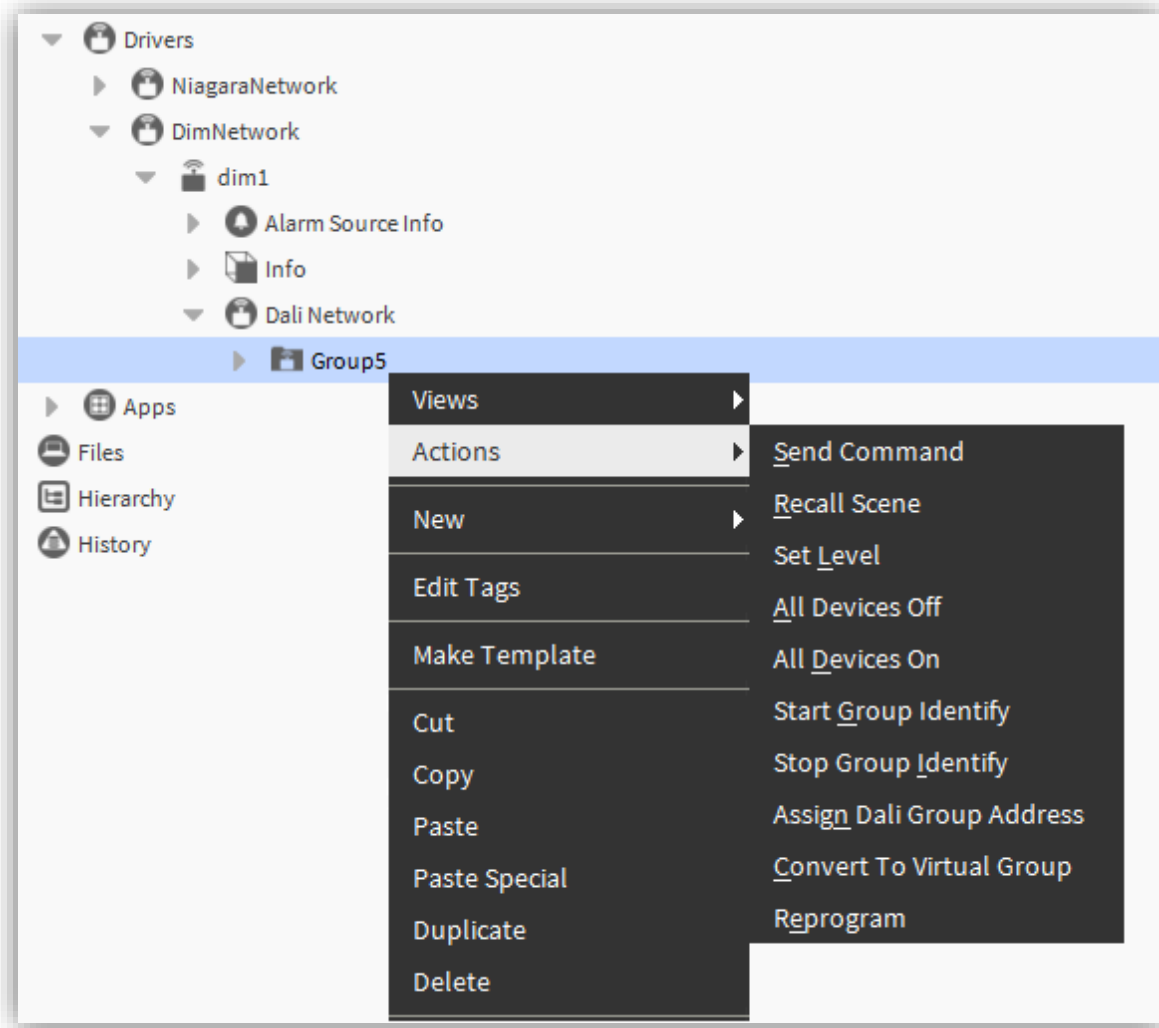 Drivers
NiagaraNetwork
DimNetwork
dim1
Alarm Source Info
Info
Dali Network
Group5
Apps
Files
Hierarchy
History
Views
Actions
New
Edit Tags
Make Template
Cut
Copy
Paste
Paste Special
Duplicate
Delete
Send Command
Recall Scene
Set Level
All Devices Off
All Devices On
Start Group Identify
Stop Group Identify
Assign Dali Group Address
Convert To Virtual Group
Reprogram